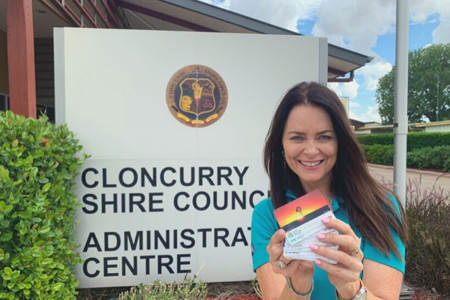 CLONCURRY
SHIRE COUNC
ADMINISTRAT
CENTRE